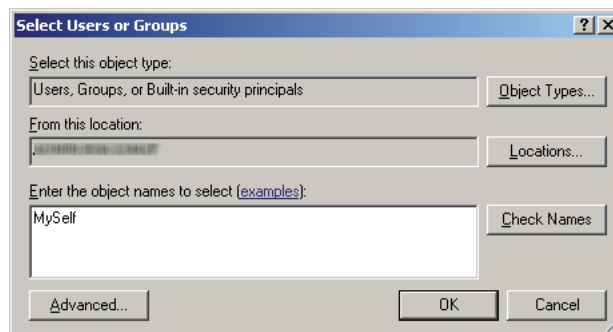 Select Users or Groups
Select this object type:
Users, Groups, or Built-in security principals
Object Types...
From this location:
Locations...
Enter the object names to select (examples):
MySelf
Check Names
Advanced...
OK
Cancel